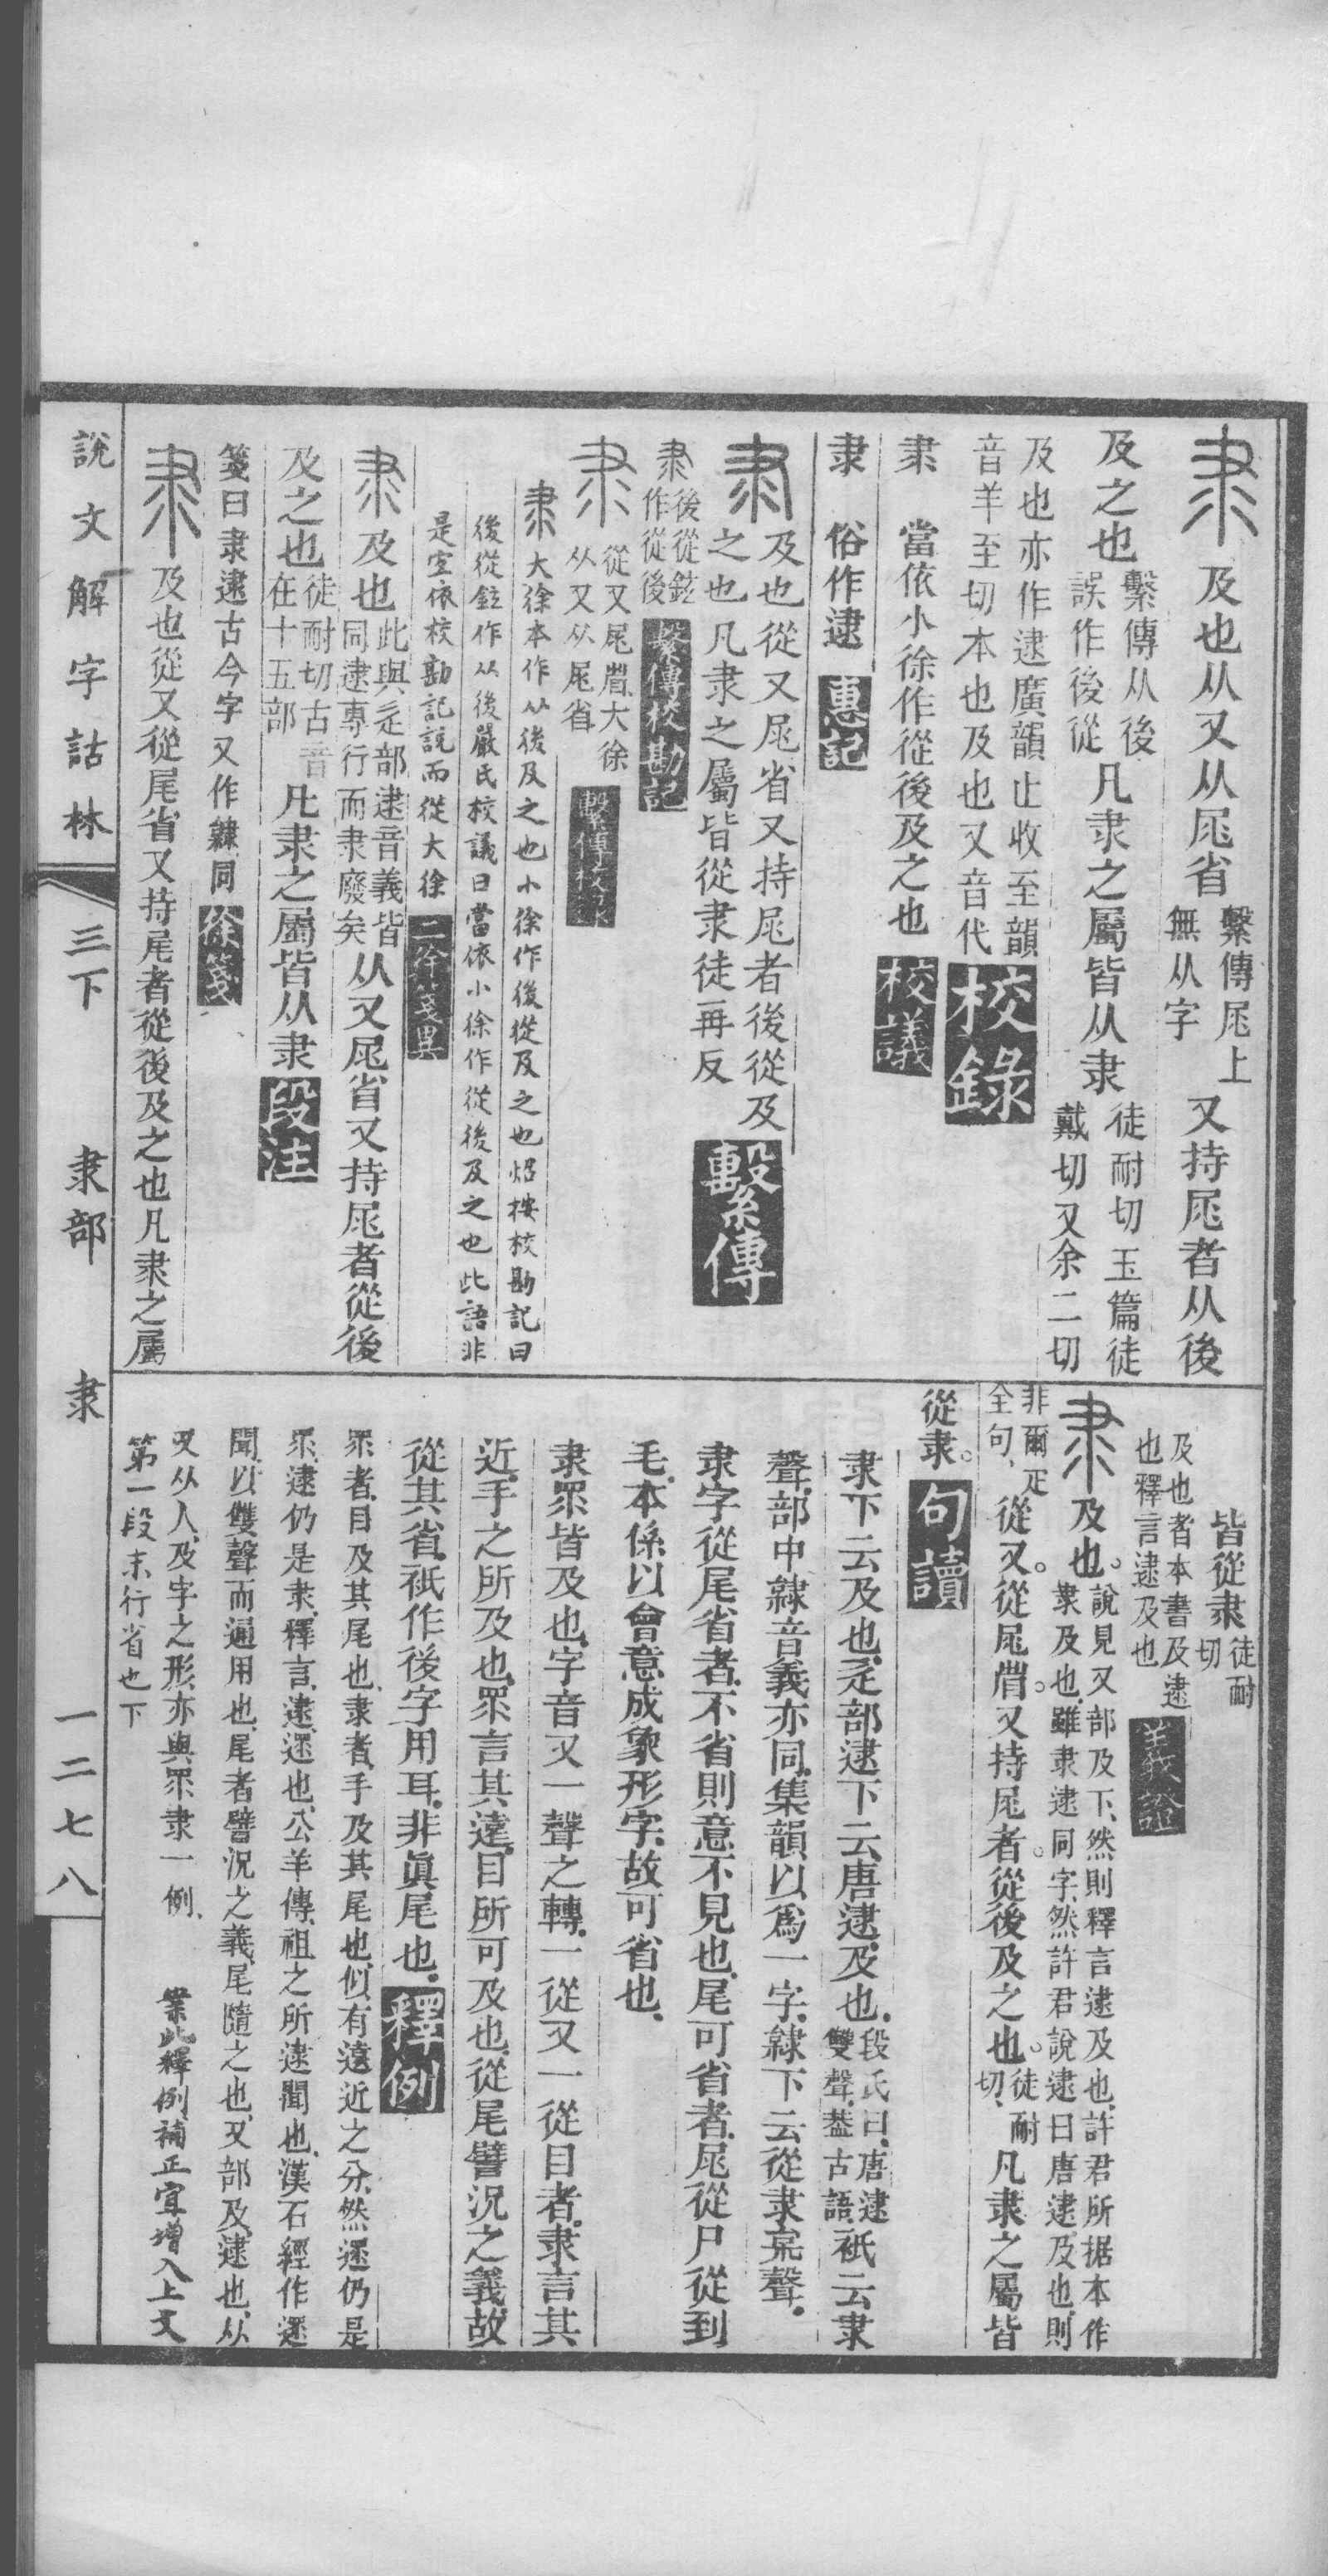 隶 及也从又从𡱒省繫傳𡱒上無从字又持𡱒者从後
及之也繫傳从後誤作後從凡隶之屬皆从隶徒耐切玉篇徒戴切又余二切
及也亦作逮廣韻止收至韻音羊至切本也及也又音代校錄
隶 當依小徐作從後及之也校議
隶 俗作逮惠記
隶 及也從又𡱒省又持𡱒者後從及之也凡隶之屬皆從隶徒再反繫傳
隶後從鉉作從後繫傳校勘記
隶 從又𡱒省大徐从又从𡱒省繫傳校錄
隶大徐本作从後及之也小徐作後從及之也炤按校勘記曰
後從鉉作从後嚴氏校議曰當依小徐作從後及之也此語非
是宜依校勘記說而從大徐二徐箋異
隶及也此與辵部逮音義皆同逮專行而隶廢矣从又𡱒省又持𡱒者從後
及之也徒耐切古音在十五部凡隶之屬皆从隶段注
箋曰隶逮古今字又作隸同徐箋
隶 及也從又從尾省又持尾者從後及之也凡隶之屬
皆從隶徒耐切
及也者本書及逮也釋言逮及也義證
隶及也。說見又部及下、然則釋言逮及也、許君所据本作隶及也、雖隶逮同字、然許君說逮曰唐逮及也、則
非爾疋全句、從又。從𡱒省。又持𡱒者。從後及之也。徒耐切、凡隶之屬皆
從隶。句讀
隶下云及也、辵部逮下云唐逮、及也、段氏曰、唐逮雙聲、葢古語、祇云隶
聲、部中隸音義亦同、集韻以爲一字、隸下云從隶柰聲、
隶字從尾省者、不省則意不見也、尾可省者、𡱒從尸從到
毛、本係以會意成象形字、故可省也、
隶眔皆及也、字音又一聲之轉、一從又一從目者、隶言其
近、手之所及也、眔言其遠、目所可及也、從尾譬況之義、故
從其省、祇作後字用耳、非眞尾也、釋例
眔者、目及其尾也、隶者、手及其尾也、似有遠近之分、然遝仍是
眔、逮仍是隶、釋言、逮遝也、公羊傳、祖之所逮聞也、漢石經作遝
聞、以雙聲而通用也、尾者譬況之義、尾隨之也、又部及、逮也、从
又从人、及字之形、亦與眔隶一例、 業此釋例補正宜增入上文
第一段末行省也下
說文解字詁林 三下 隶部 隶 一二七八